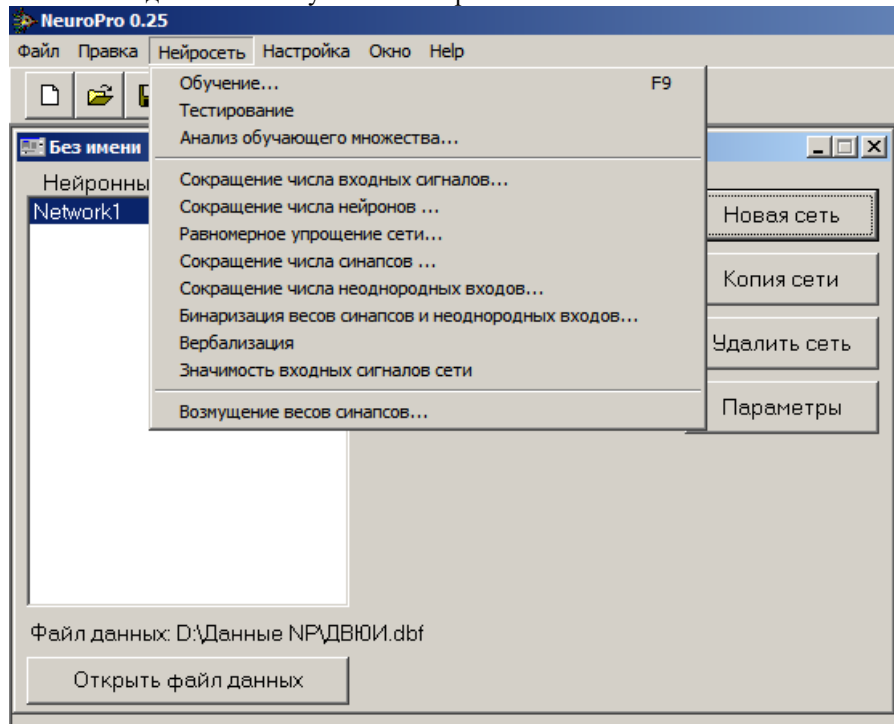 NeuroPro 0.25
Файл Правка Нейросеть Настройка Окно Help
Обучение... F9
Тестирование
Анализ обучающего множества...
Без имени
Нейронны
Network1
Сокращение числа входных сигналов...
Сокращение числа нейронов ...
Равномерное упрощение сети...
Сокращение числа синапсов ...
Сокращение числа неоднородных входов...
Бинаризация весов синапсов и неоднородных входов...
Вербализация
Значимость входных сигналов сети
Возмущение весов синапсов...
Новая сеть
Копия сети
Удалить сеть
Параметры
Файл данных: D:\Данные NP\ДВЮИ.dbf
Открыть файл данных